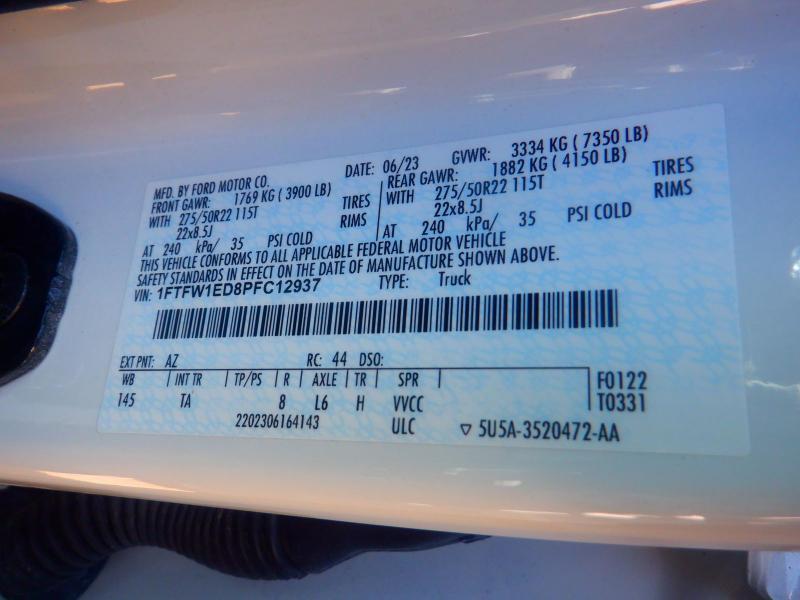 MFD. BY FORD MOTOR CO. DATE: 06/23 GVWR: 3334 KG ( 7350 LB)
FRONT GAWR: 1769 KG ( 3900 LB) REAR GAWR: 1882 KG ( 4150 LB)
WITH 275/50R22 115T TIRES WITH 275/50R22 115T TIRES
22x8.5J RIMS 22x8.5J RIMS
AT 240 kPa/ 35 PSI COLD AT 240 kPa/ 35 PSI COLD
THIS VEHICLE CONFORMS TO ALL APPLICABLE FEDERAL MOTOR VEHICLE
SAFETY STANDARDS IN EFFECT ON THE DATE OF MANUFACTURE SHOWN ABOVE.
VIN: 1FTFW1ED8PFC12937 TYPE: Truck
EXT PNT: AZ RC: 44 DSO:
WB INT TR TP/PS R AXLE TR SPR F0122
145 TA 8 L6 H VVCC T0331
2202306164143 ULC ▽ 5U5A-3520472-AA